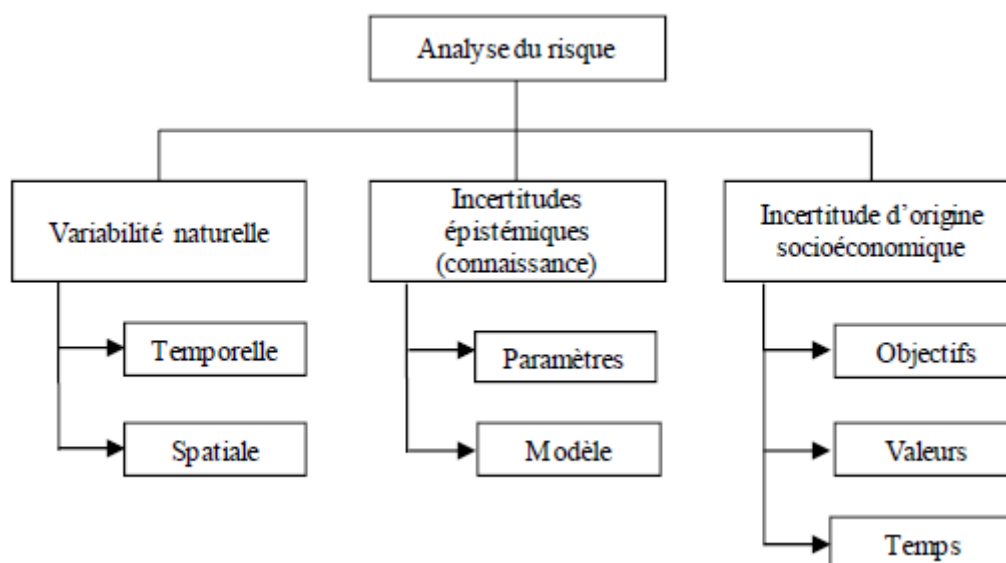 Analyse du risque
Variabilité naturelle
Temporelle
Spatiale
Incertitudes
épistémiques
(connaissance)
Paramètres
Modèle
Incertitude d'origine
socioéconomique
Objectifs
Valeurs
Temps